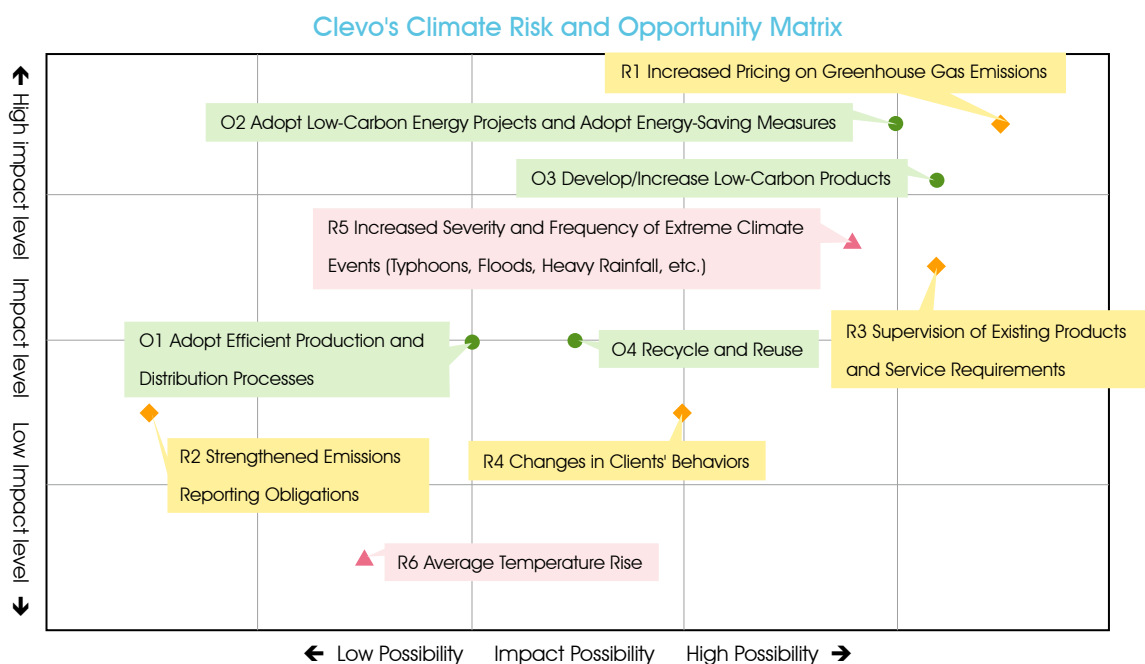 Clevo's Climate Risk and Opportunity Matrix
R1 Increased Pricing on Greenhouse Gas Emissions
O2 Adopt Low-Carbon Energy Projects and Adopt Energy-Saving Measures
O3 Develop/Increase Low-Carbon Products
R5 Increased Severity and Frequency of Extreme Climate
Events (Typhoons, Floods, Heavy Rainfall, etc.)
O1 Adopt Efficient Production and
Distribution Processes
O4 Recycle and Reuse
R3 Supervision of Existing Products
and Service Requirements
R2 Strengthened Emissions
Reporting Obligations
R4 Changes in Clients' Behaviors
R6 Average Temperature Rise
← Low Impact level Impact level High impact level →
← Low Possibility Impact Possibility High Possibility →